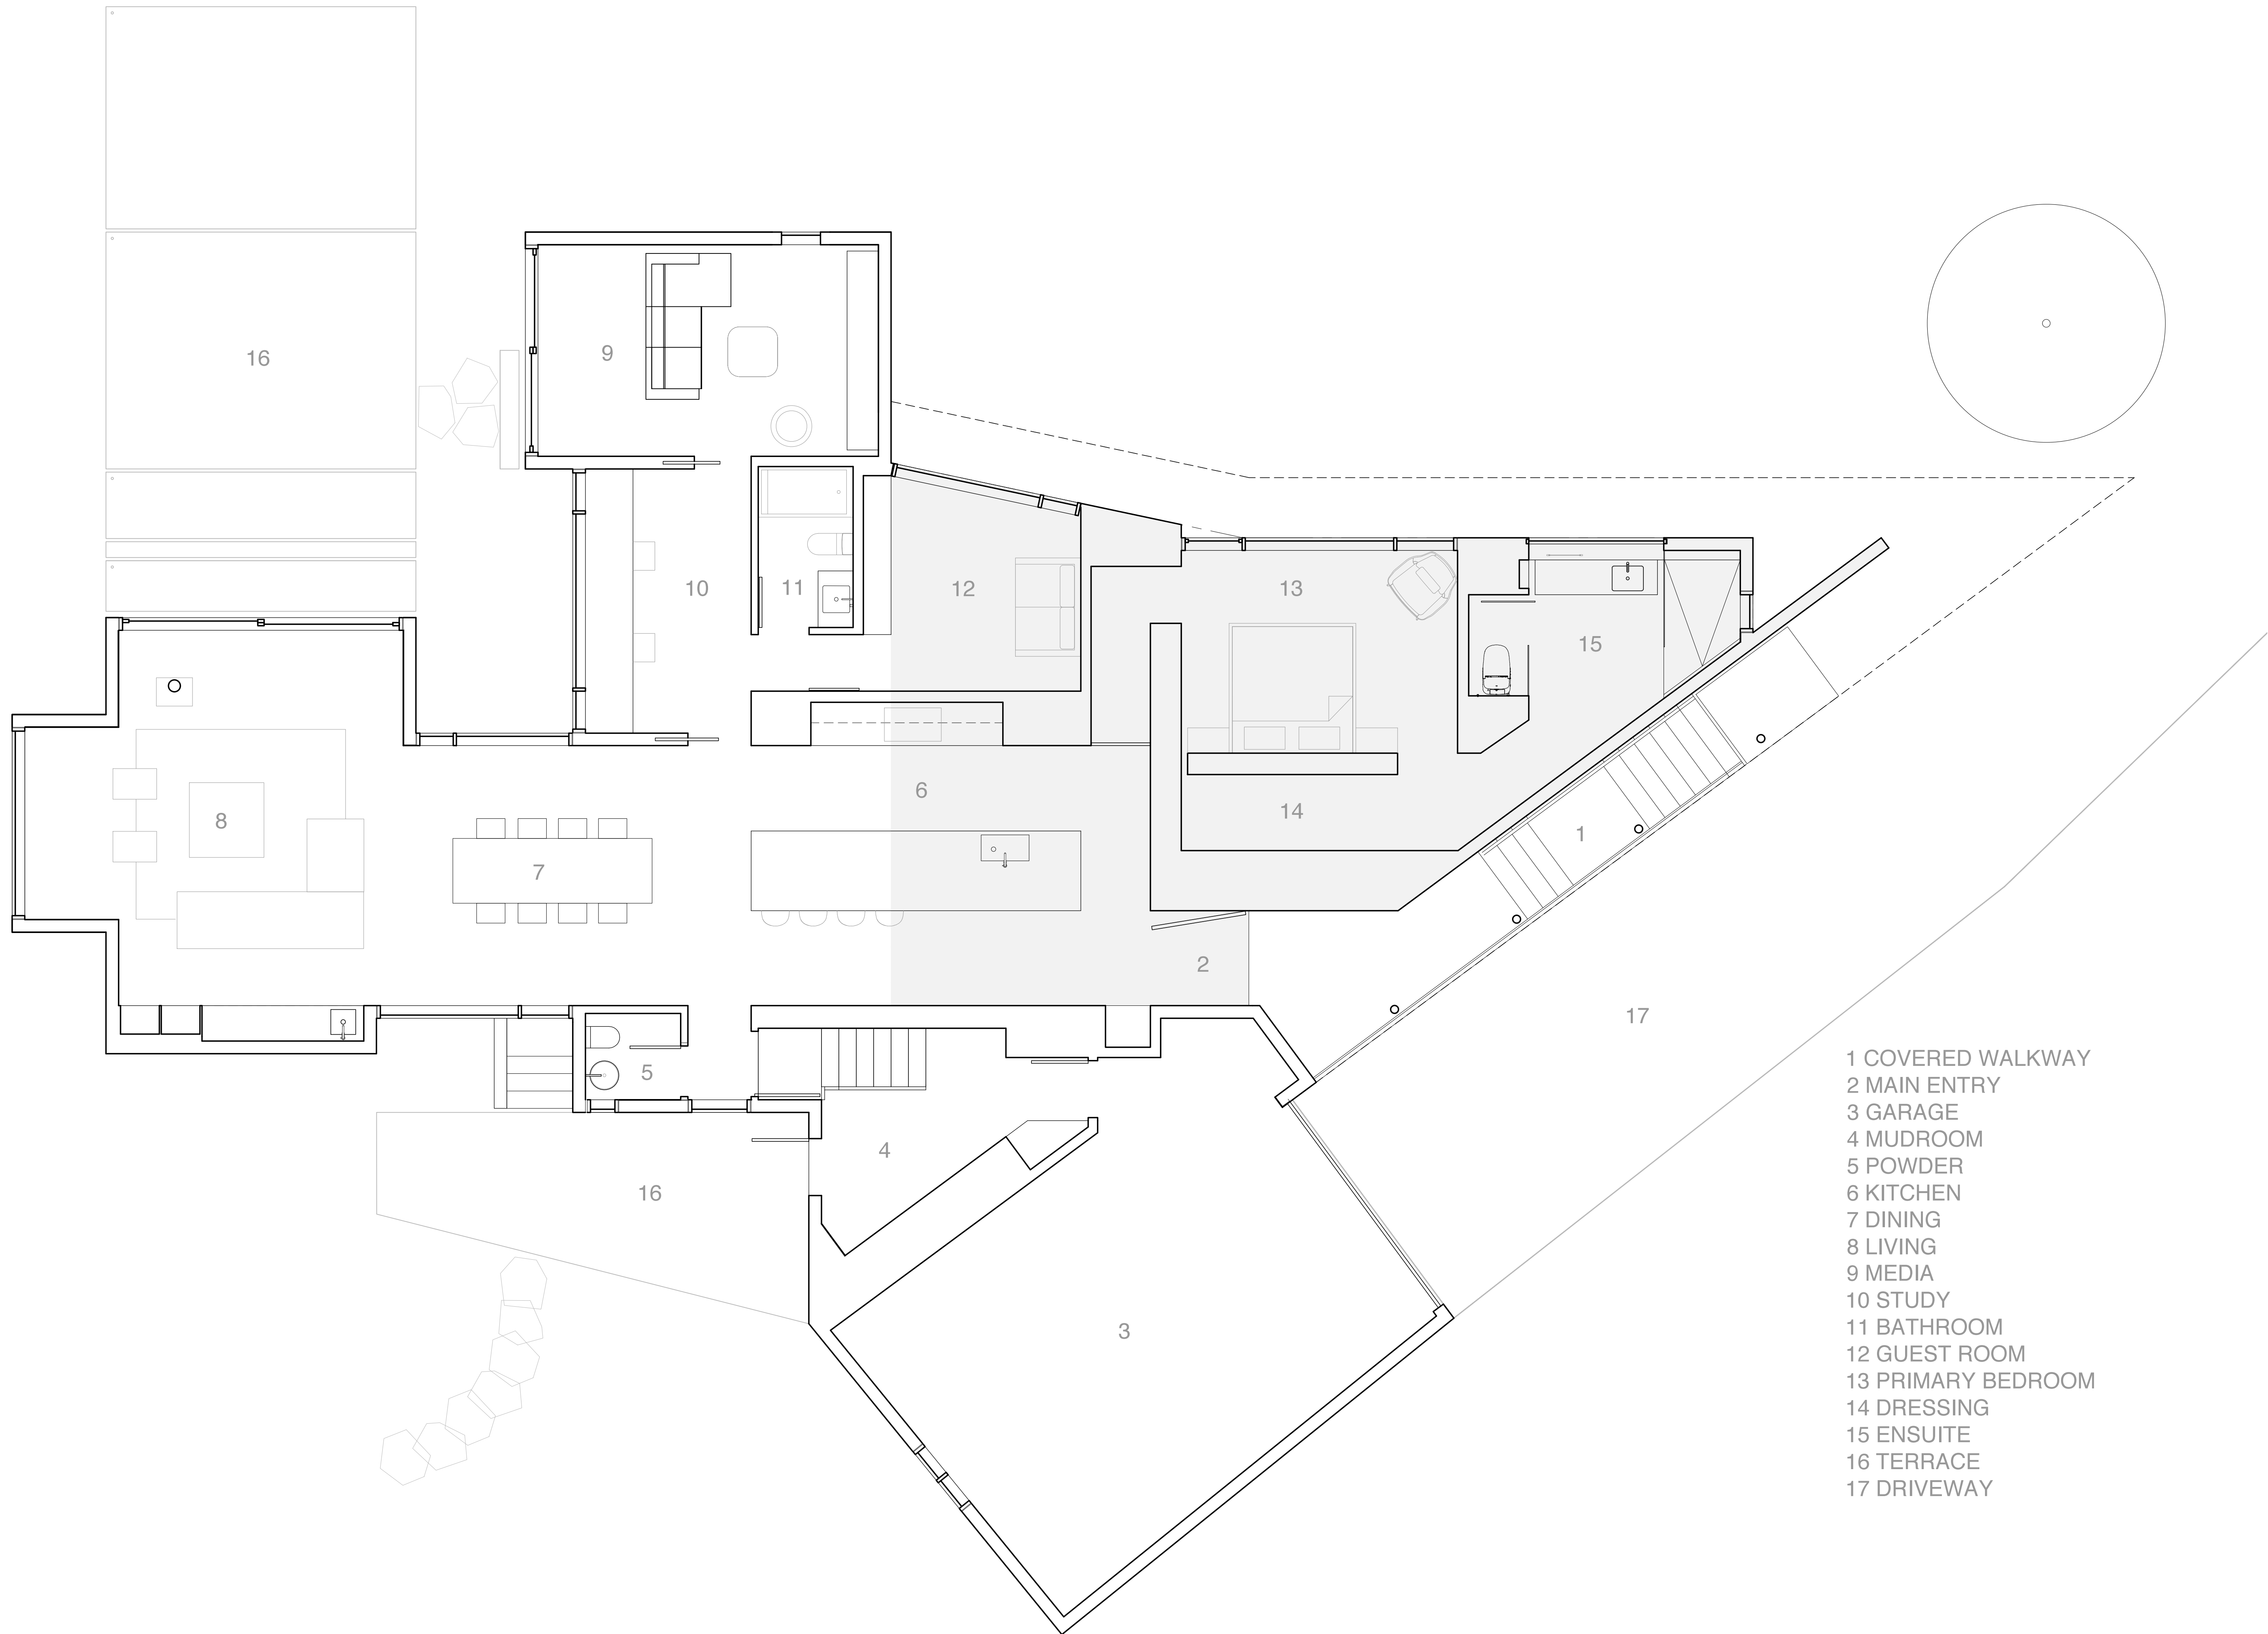 16
9
10
11
12
13
15
6
14
8
1
7
2
17
5
4
16
3
1 COVERED WALKWAY
2 MAIN ENTRY
3 GARAGE
4 MUDROOM
5 POWDER
6 KITCHEN
7 DINING
8 LIVING
9 MEDIA
10 STUDY
11 BATHROOM
12 GUEST ROOM
13 PRIMARY BEDROOM
14 DRESSING
15 ENSUITE
16 TERRACE
17 DRIVEWAY